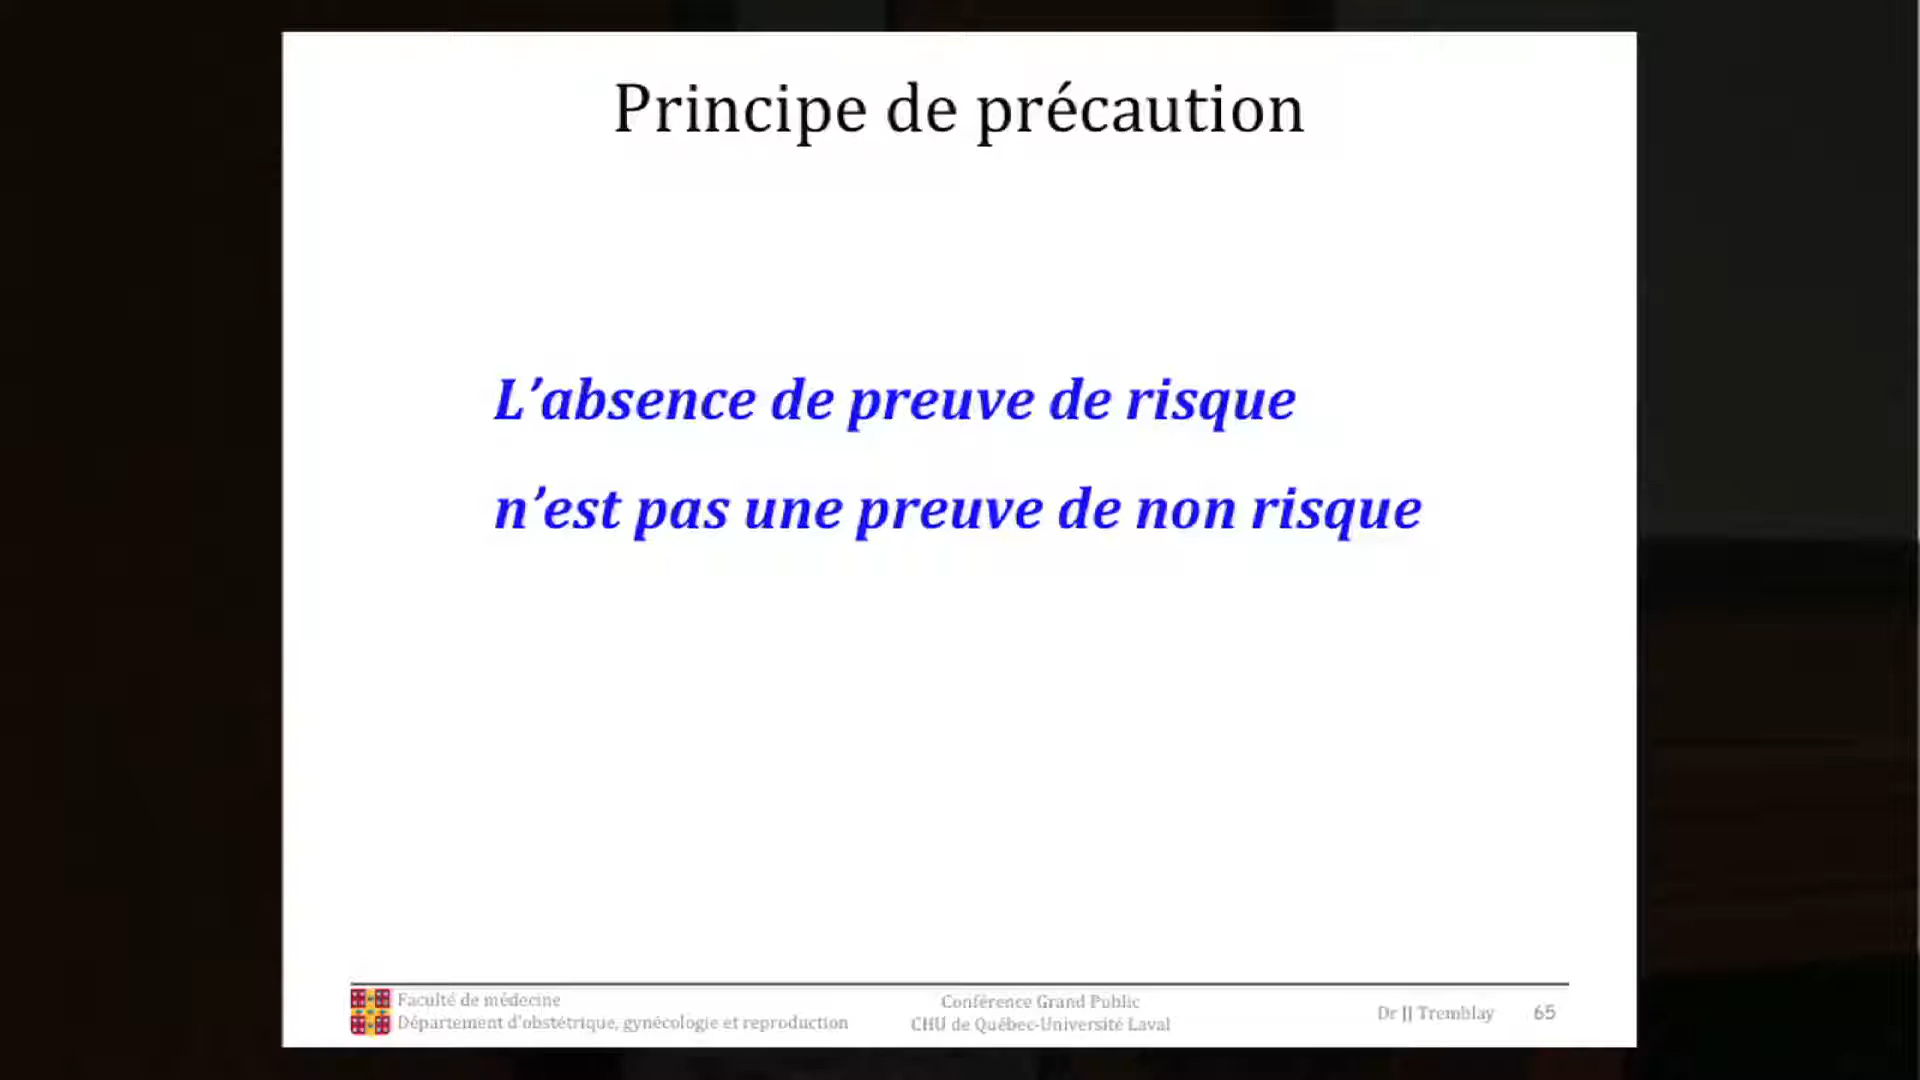 Principe de précaution
L’absence de preuve de risque
n’est pas une preuve de non risque
Faculté de médecine
Département d'obstétrique, gynécologie et reproduction
Conférence Grand Public
CHU de Québec-Université Laval
Dr JJ Tremblay
65